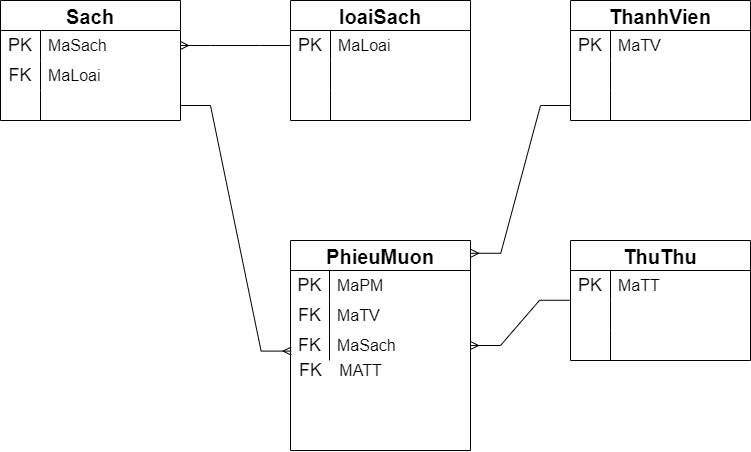 Sach
PK MaSach
FK MaLoai
loaiSach
PK MaLoai
ThanhVien
PK MaTV
PhieuMuon
PK MaPM
FK MaTV
FK MaSach
FK MATT
ThuThu
PK MaTT